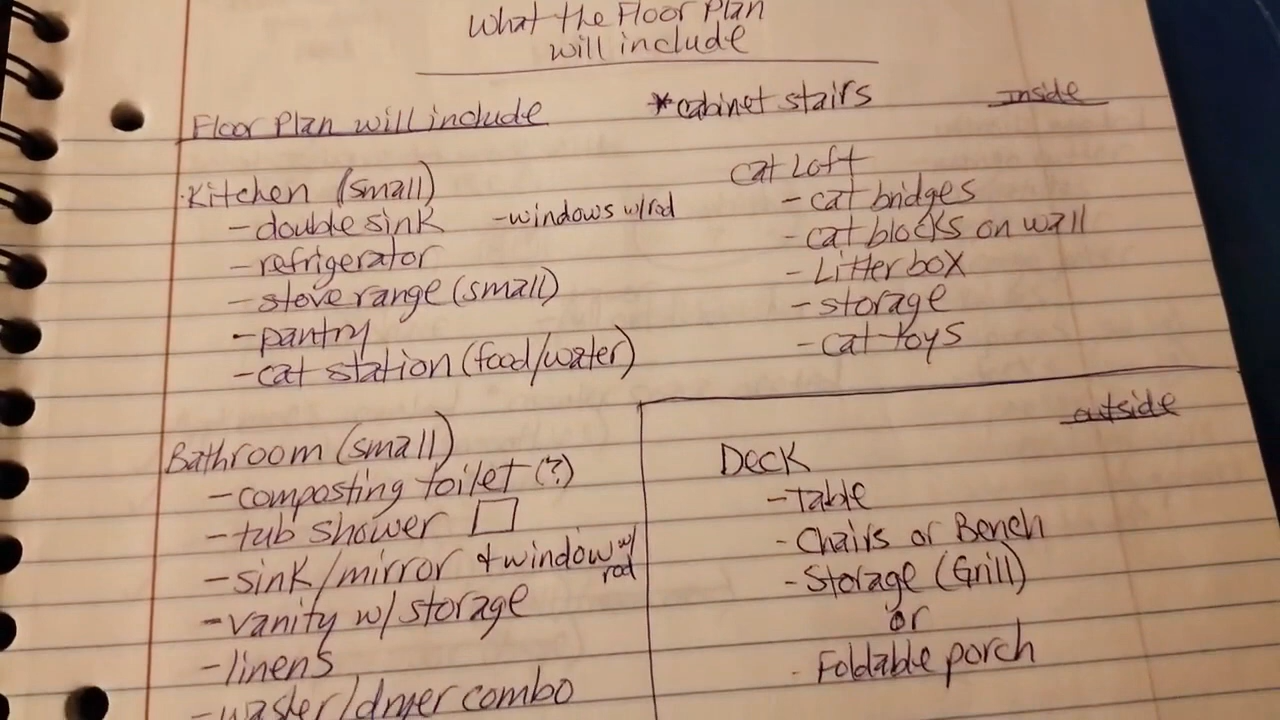 What the Floor Plan
will include
Floor Plan will include
*cabinet stairs
inside
·Kitchen (small)
-double sink -windows w/rod
-refrigerator
-stove range (small)
-pantry
-cat station (food/water)
Cat Loft
-cat bridges
-cat blocks on wall
-Litter box
-storage
-cat toys
Bathroom (small)
-composting toilet (?)
-tub shower
-sink/mirror + window w/
rod
-vanity w/ storage
-linens
-washer/dryer combo
outside
Deck
-Table
-Chairs or Bench
-Storage (Grill)
or
-Foldable porch